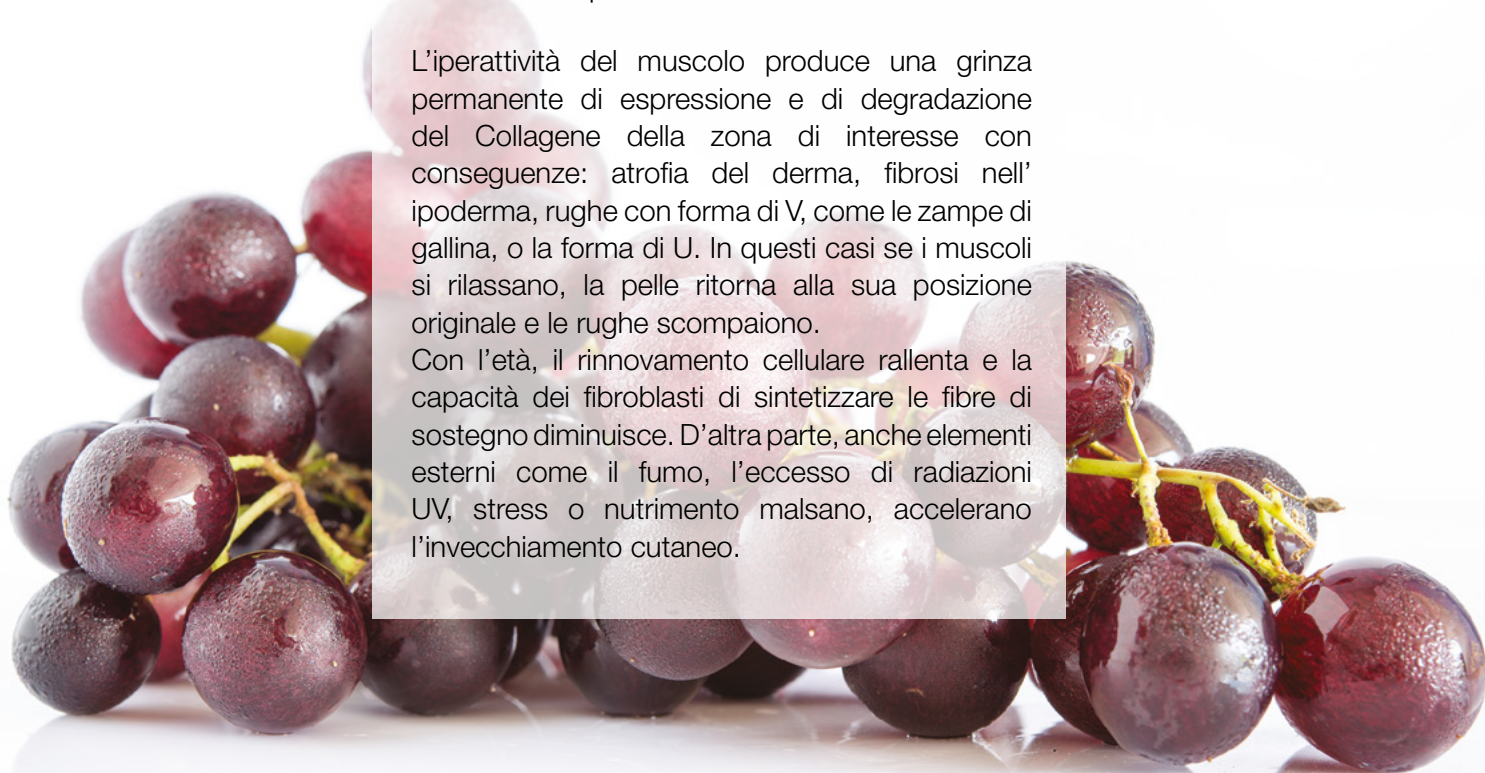 L’iperattività del muscolo produce una grinza
permanente di espressione e di degradazione
del Collagene della zona di interesse con
conseguenze: atrofia del derma, fibrosi nell’
ipoderma, rughe con forma di V, come le zampe di
gallina, o la forma di U. In questi casi se i muscoli
si rilassano, la pelle ritorna alla sua posizione
originale e le rughe scompaiono.
Con l’età, il rinnovamento cellulare rallenta e la
capacità dei fibroblasti di sintetizzare le fibre di
sostegno diminuisce. D’altra parte, anche elementi
esterni come il fumo, l’eccesso di radiazioni
UV, stress o nutrimento malsano, accelerano
l’invecchiamento cutaneo.